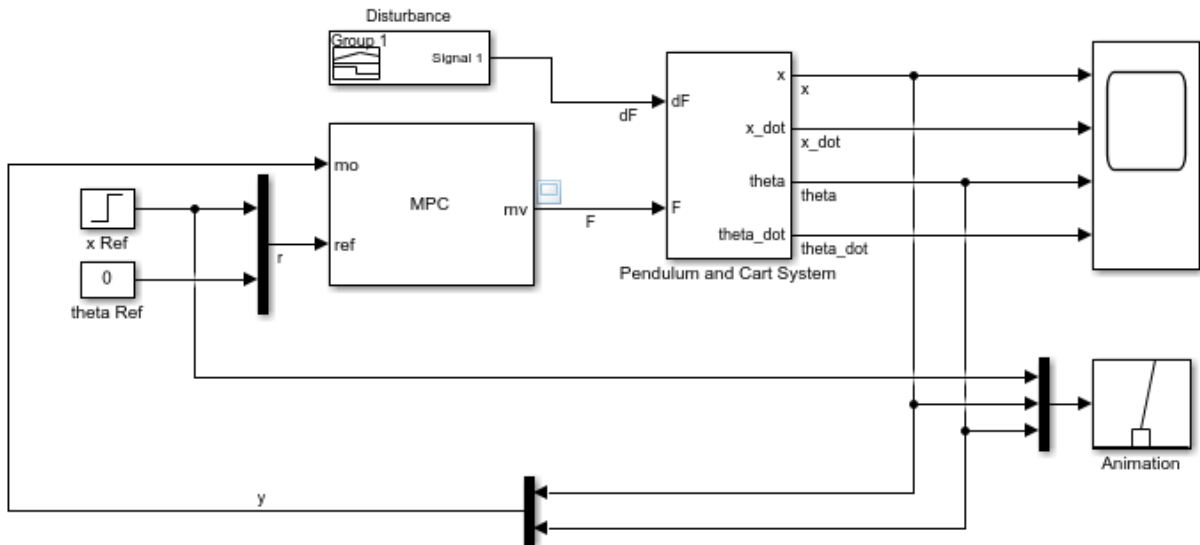 Disturbance
Group 1
Signal 1
dF
dF
x
x
x_dot
x_dot
theta
theta
theta_dot
theta_dot
F
Pendulum and Cart System
mo
MPC
mv
ref
F
x Ref
0
theta Ref
r
Animation
y